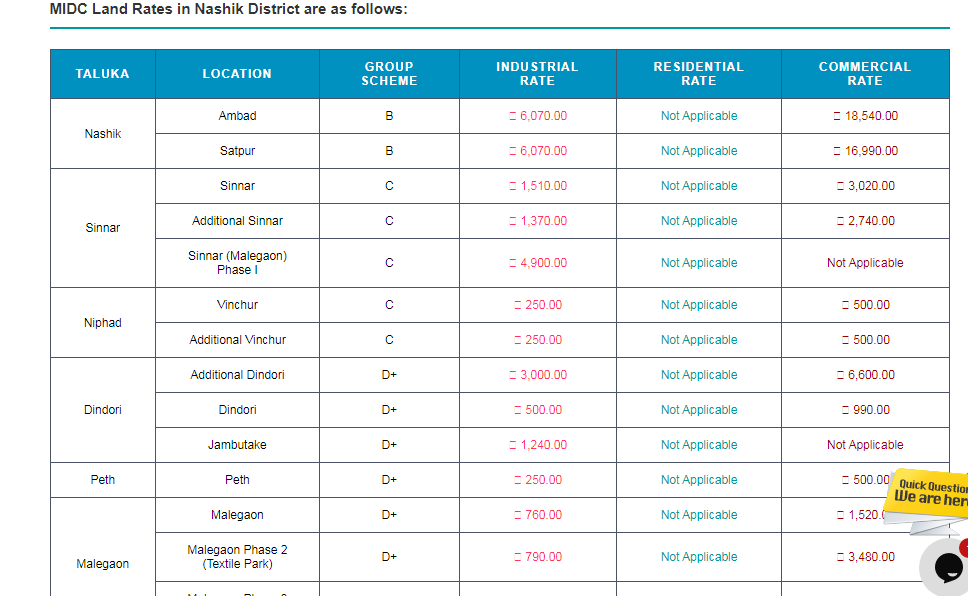 MIDC Land Rates in Nashik District are as follows:
TALUKA LOCATION GROUP SCHEME INDUSTRIAL RATE RESIDENTIAL RATE COMMERCIAL RATE
Nashik Ambad B 6,070.00 Not Applicable 18,540.00
Satpur B 6,070.00 Not Applicable 16,990.00
Sinnar Sinnar C 1,510.00 Not Applicable 3,020.00
Additional Sinnar C 1,370.00 Not Applicable 2,740.00
Sinnar (Malegaon) Phase I C 4,900.00 Not Applicable Not Applicable
Niphad Vinchur C 250.00 Not Applicable 500.00
Additional Vinchur C 250.00 Not Applicable 500.00
Dindori Additional Dindori D+ 3,000.00 Not Applicable 6,600.00
Dindori D+ 500.00 Not Applicable 990.00
Jambutake D+ 1,240.00 Not Applicable Not Applicable
Peth Peth D+ 250.00 Not Applicable 500.00
Malegaon Malegaon D+ 760.00 Not Applicable 1,520.
Malegaon Phase 2 (Textile Park) D+ 790.00 Not Applicable 3,480.00
Quick Question
We are here